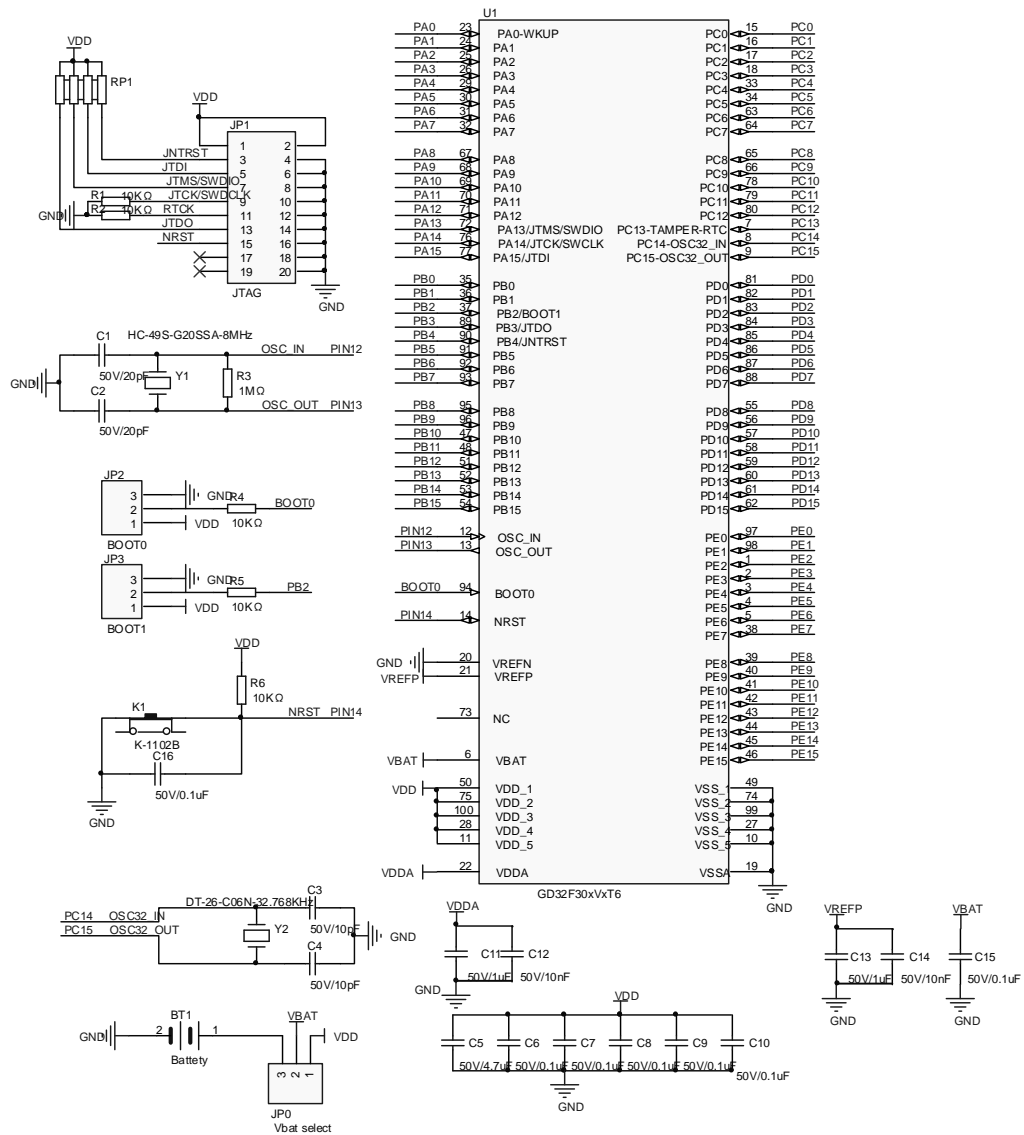 VDD
RP1
VDD
JP1
1 2
JNTRST 3 4
JTDI 5 6
JTMS/SWDIO 7 8
R1 10KΩ JTCK/SWDCLK 9 10
GND R2 10KΩ RTCK 11 12
JTDO 13 14
NRST 15 16
17 18
19 20
JTAG
GND
HC-49S-G20SSA-8MHz
C1
50V/20pF
OSC_IN PIN12
GND
Y1
R3
1MΩ
C2
50V/20pF
OSC_OUT PIN13
JP2
3 GND
2 R4 10KΩ BOOT0
1 VDD
BOOT0
JP3
3 GND
2 R5 10KΩ PB2
1 VDD
BOOT1
VDD
R6
10KΩ
K1
K-1102B
NRST PIN14
C16
50V/0.1uF
GND
DT-26-C06N-32.768KHz
PC14 OSC32_IN
PC15 OSC32_OUT
C3
50V/10pF
Y2
C4
50V/10pF
GND
GND 2 BT1 1
Battety
VBAT
VDD
3 2 1
JP0
Vbat select
U1
PA0 23 PA0-WKUP
PA1 24 PA1
PA2 25 PA2
PA3 26 PA3
PA4 29 PA4
PA5 30 PA5
PA6 31 PA6
PA7 32 PA7
PA8 67 PA8
PA9 68 PA9
PA10 69 PA10
PA11 70 PA11
PA12 71 PA12
PA13 72 PA13/JTMS/SWDIO
PA14 76 PA14/JTCK/SWCLK
PA15 77 PA15/JTDI
PB0 35 PB0
PB1 36 PB1
PB2 37 PB2/BOOT1
PB3 89 PB3/JTDO
PB4 90 PB4/JNTRST
PB5 91 PB5
PB6 92 PB6
PB7 93 PB7
PB8 95 PB8
PB9 96 PB9
PB10 47 PB10
PB11 48 PB11
PB12 51 PB12
PB13 52 PB13
PB14 53 PB14
PB15 54 PB15
PIN12 12 OSC_IN
PIN13 13 OSC_OUT
BOOT0 94 BOOT0
PIN14 14 NRST
GND 20 VREFN
VREFP 21 VREFP
73 NC
VBAT 6 VBAT
VDD 50 VDD_1
75 VDD_2
100 VDD_3
28 VDD_4
11 VDD_5
VDDA 22 VDDA
PC0 15 PC0
PC1 16 PC1
PC2 17 PC2
PC3 18 PC3
PC4 33 PC4
PC5 34 PC5
PC6 63 PC6
PC7 64 PC7
PC8 65 PC8
PC9 66 PC9
PC10 78 PC10
PC11 79 PC11
PC12 80 PC12
PC13-TAMPER-RTC 7 PC13
PC14-OSC32_IN 8 PC14
PC15-OSC32_OUT 9 PC15
PD0 81 PD0
PD1 82 PD1
PD2 83 PD2
PD3 84 PD3
PD4 85 PD4
PD5 86 PD5
PD6 87 PD6
PD7 88 PD7
PD8 55 PD8
PD9 56 PD9
PD10 57 PD10
PD11 58 PD11
PD12 59 PD12
PD13 60 PD13
PD14 61 PD14
PD15 62 PD15
PE0 97 PE0
PE1 98 PE1
PE2 1 PE2
PE3 2 PE3
PE4 3 PE4
PE5 4 PE5
PE6 5 PE6
PE7 38 PE7
PE8 39 PE8
PE9 40 PE9
PE10 41 PE10
PE11 42 PE11
PE12 43 PE12
PE13 44 PE13
PE14 45 PE14
PE15 46 PE15
VSS_1 49
VSS_2 74
VSS_3 99
VSS_4 27
VSS_5 10
VSSA 19
GND
GD32F30xVxT6
VDDA
C11 C12
50V/1uF 50V/10nF
GND
VREFP
C13 C14
50V/1uF 50V/10nF
GND
VBAT
C15
50V/0.1uF
GND
VDD
C5 C6 C7 C8 C9 C10
50V/4.7uF 50V/0.1uF 50V/0.1uF 50V/0.1uF 50V/0.1uF 50V/0.1uF
GND